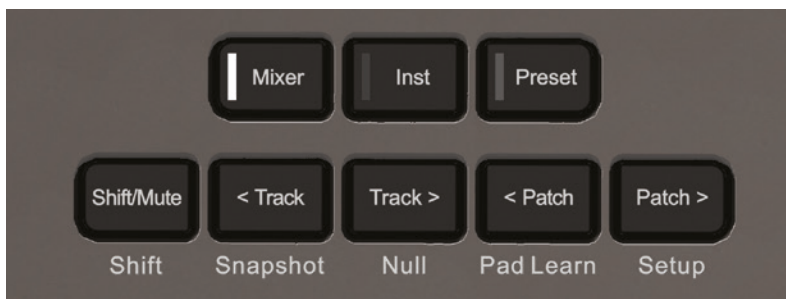 Mixer Inst Preset
Shift/Mute < Track Track > < Patch Patch >
Shift Snapshot Null Pad Learn Setup